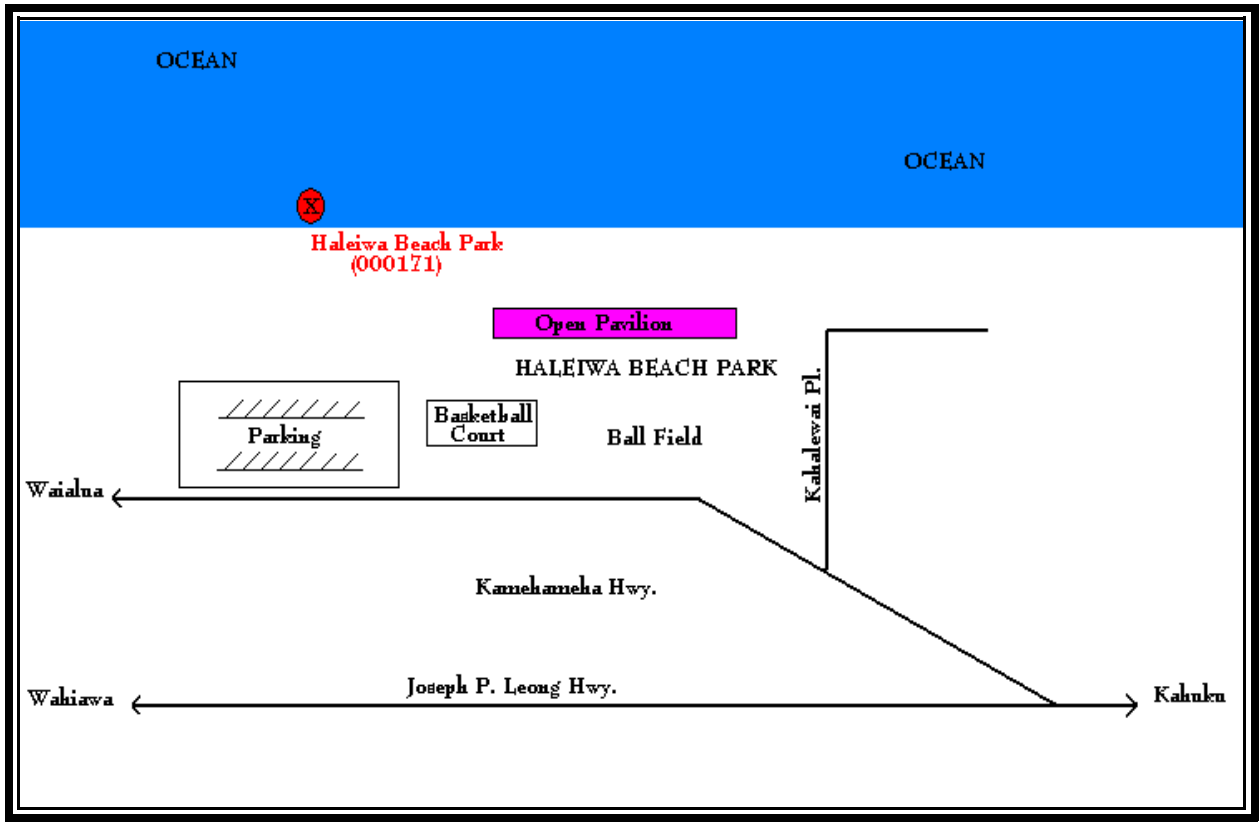 OCEAN
OCEAN
X
Haleiwa Beach Park
(000171)
Open Pavilion
HALEIWA BEACH PARK
Kahalewai Pl.
Basketball
Court
Parking
Ball Field
Waialua
Kamehameha Hwy.
Joseph P. Leong Hwy.
Wahiawa
Kahuku